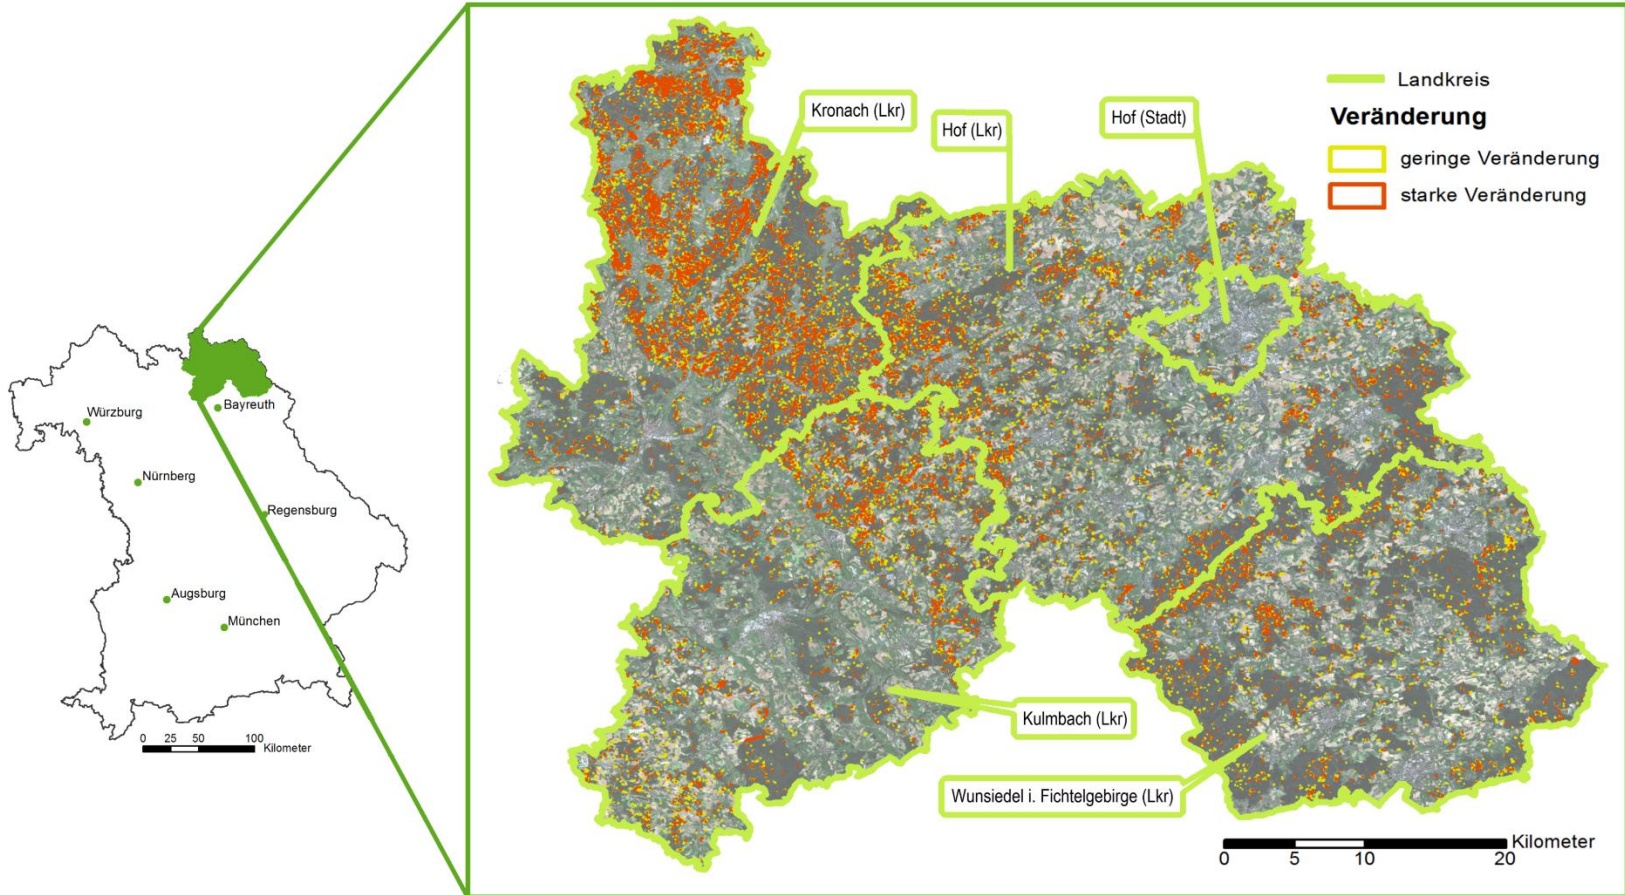 Würzburg
Bayreuth
Nürnberg
Regensburg
Augsburg
München
0 25 50 100
Kilometer
Kronach (Lkr)
Hof (Lkr)
Hof (Stadt)
Landkreis
Veränderung
geringe Veränderung
starke Veränderung
Kulmbach (Lkr)
Wunsiedel i. Fichtelgebirge (Lkr)
Kilometer
0 5 10 20